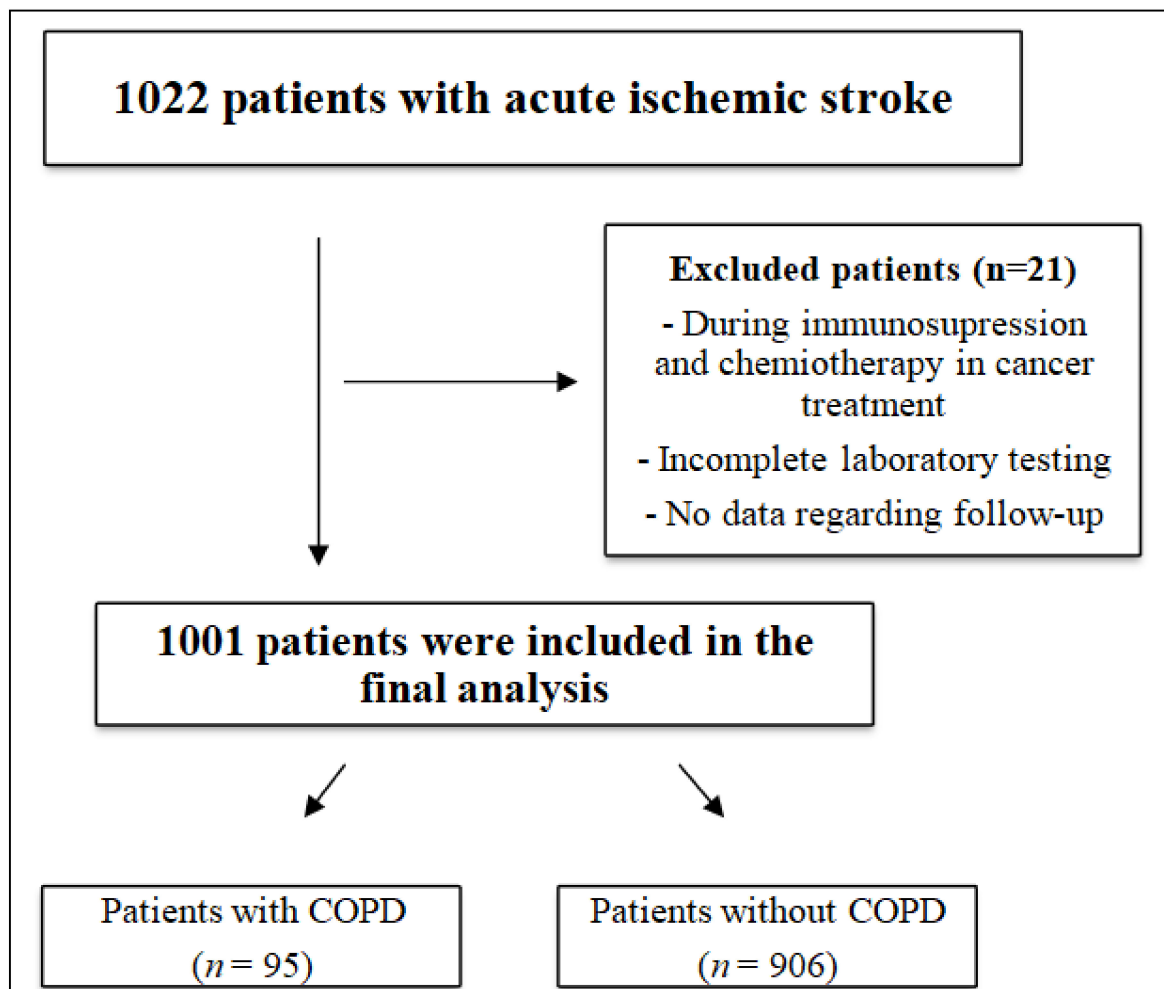 1022 patients with acute ischemic stroke
Excluded patients (n=21)
- During immunosupression
and chemiotherapy in cancer
treatment
- Incomplete laboratory testing
- No data regarding follow-up
1001 patients were included in the
final analysis
Patients with COPD
(n = 95)
Patients without COPD
(n = 906)